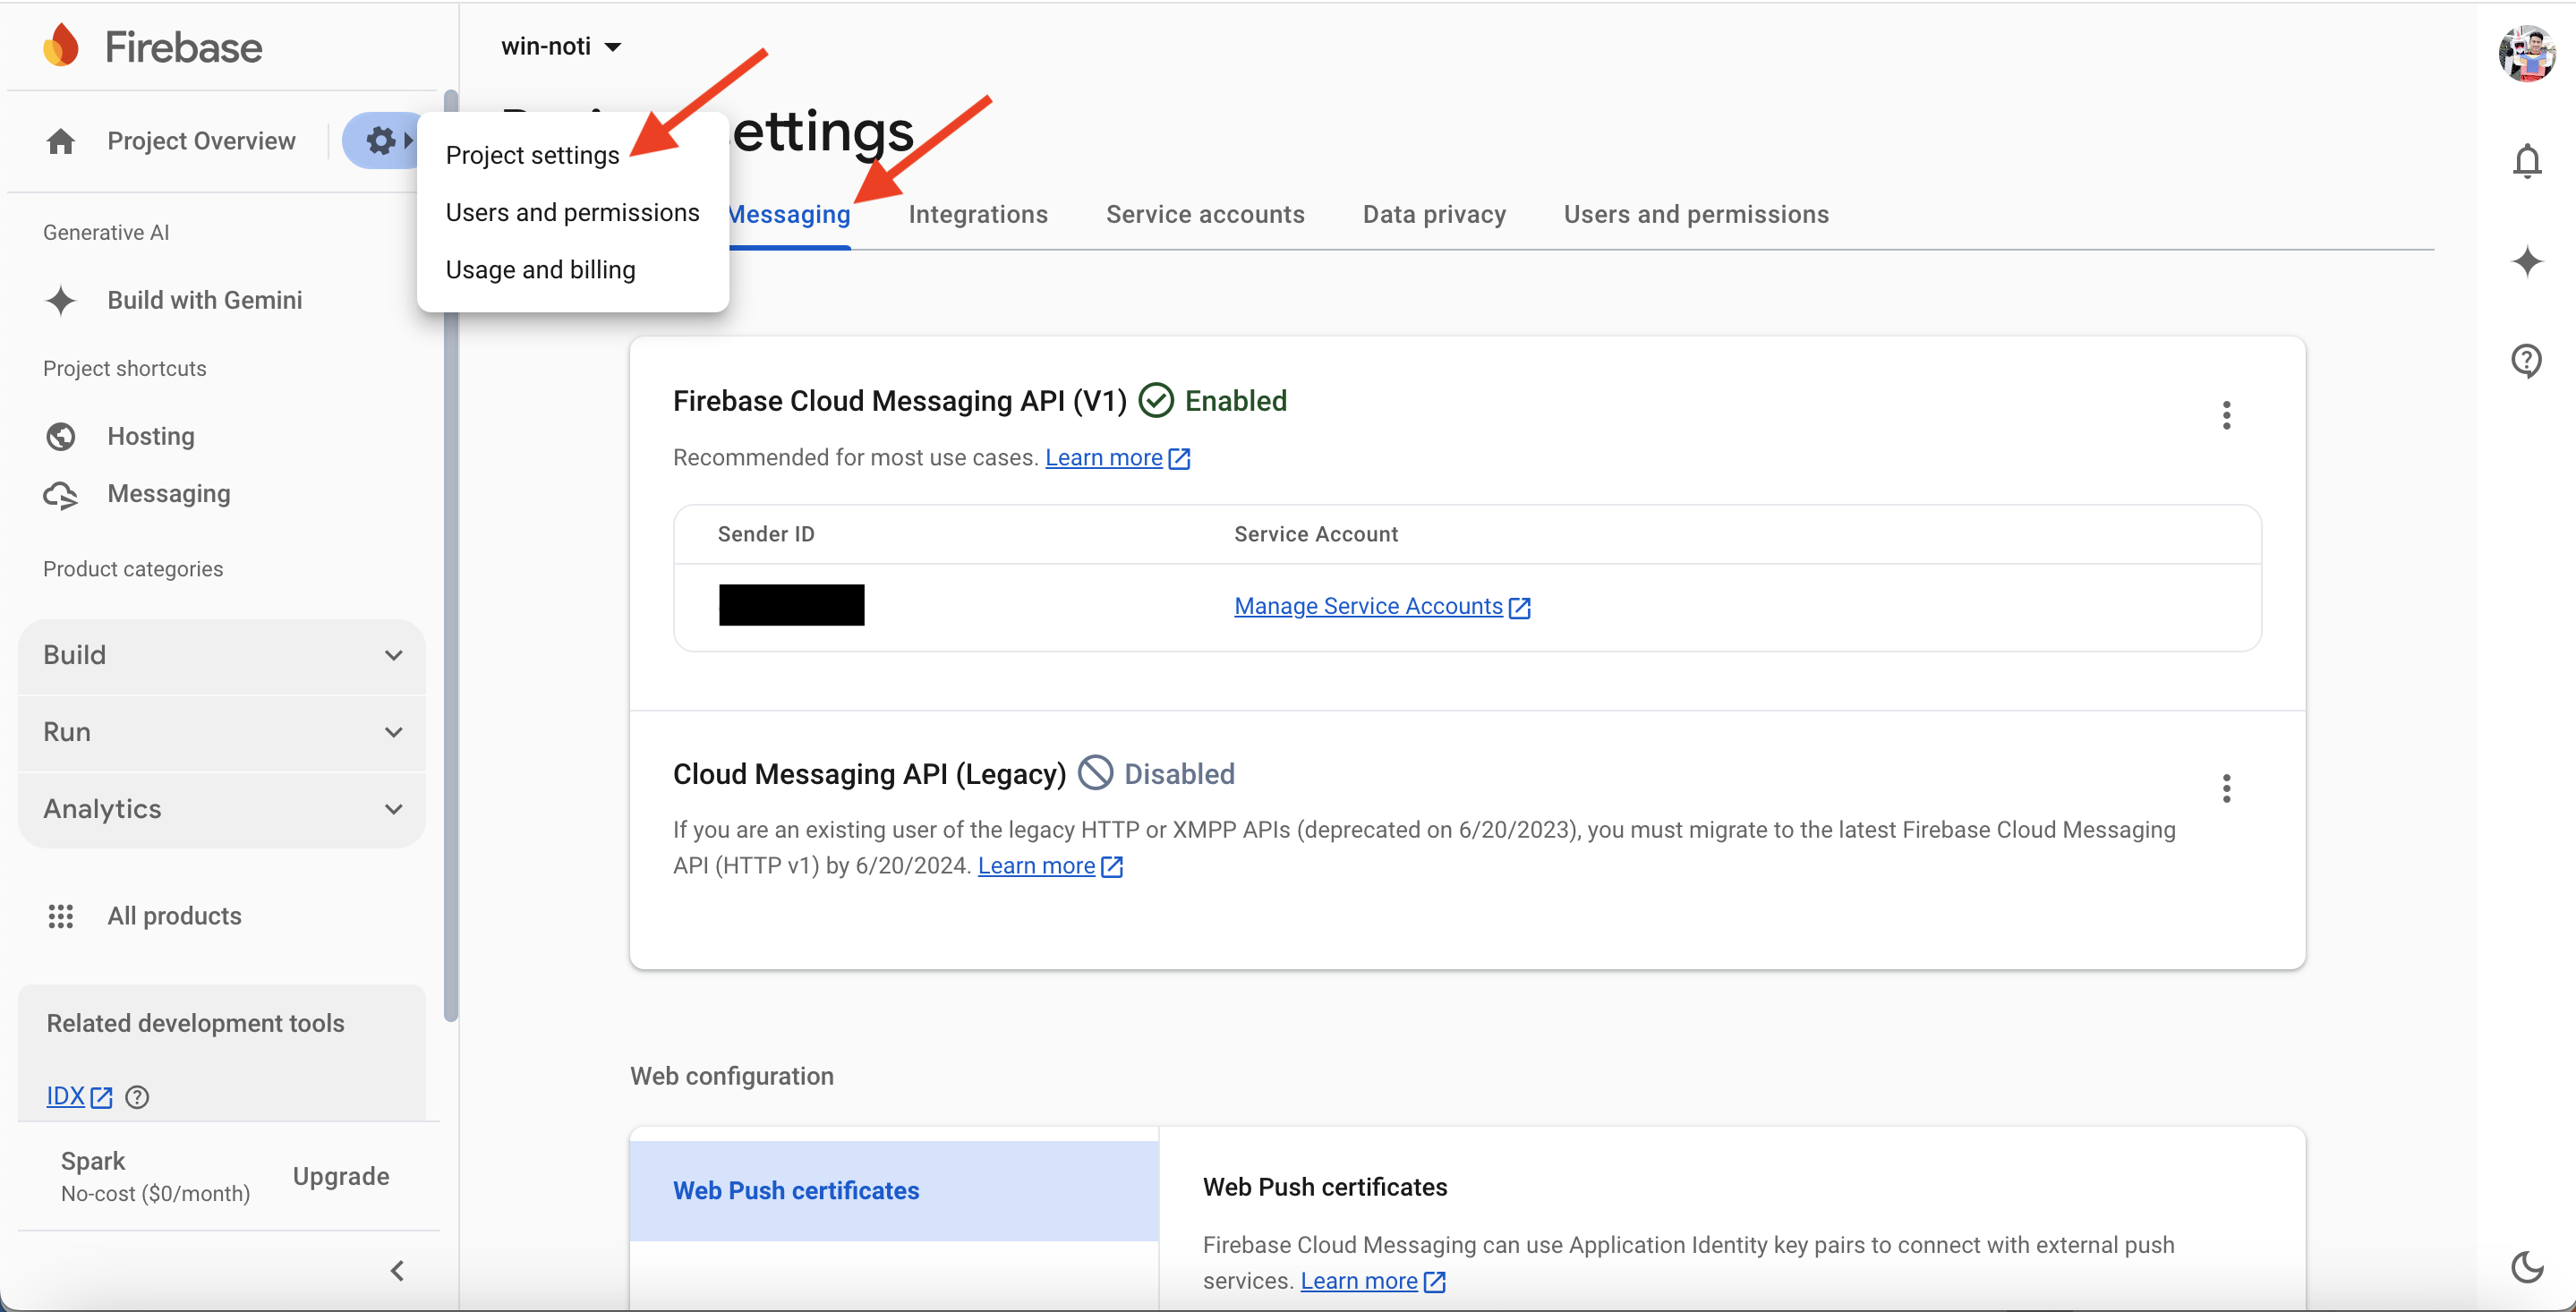 Firebase
Project Overview
Generative AI
Build with Gemini
Project shortcuts
Hosting
Messaging
Product categories
Build
Run
Analytics
All products
Related development tools
IDX
Spark
No-cost ($0/month)
Upgrade
win-noti
Project settings
Users and permissions
Usage and billing
ettings
Messaging
Integrations
Service accounts
Data privacy
Users and permissions
Firebase Cloud Messaging API (V1) Enabled
Recommended for most use cases. Learn more
Sender ID
Service Account
Manage Service Accounts
Cloud Messaging API (Legacy) Disabled
If you are an existing user of the legacy HTTP or XMPP APIs (deprecated on 6/20/2023), you must migrate to the latest Firebase Cloud Messaging
API (HTTP v1) by 6/20/2024. Learn more
Web configuration
Web Push certificates
Web Push certificates
Firebase Cloud Messaging can use Application Identity key pairs to connect with external push
services. Learn more